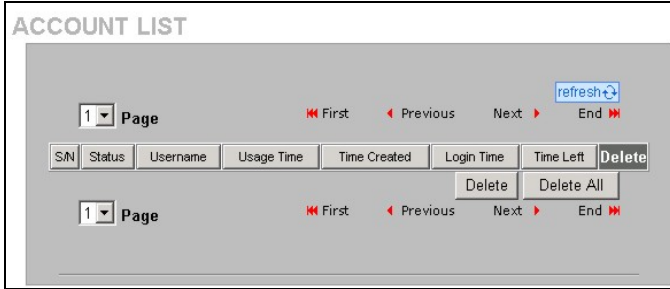 ACCOUNT LIST
refresh
1 Page First Previous Next End
S/N Status Username Usage Time Time Created Login Time Time Left Delete
Delete Delete All
1 Page First Previous Next End